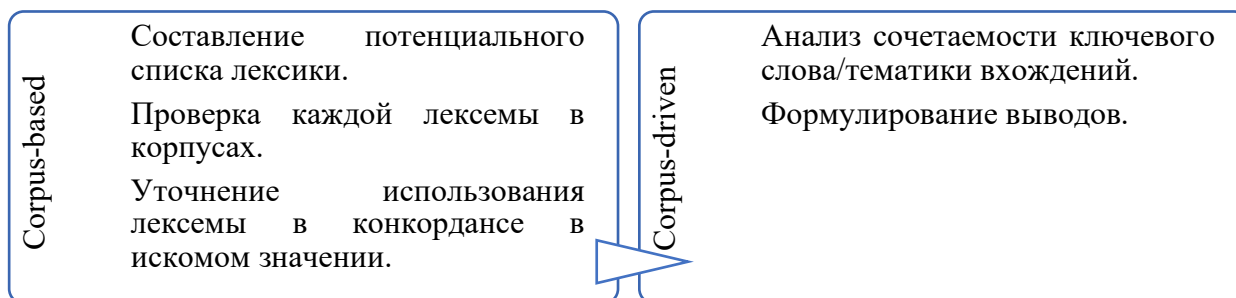 Corpus-based
Составление потенциального
списка лексики.
Проверка каждой лексемы в
корпусах.
Уточнение использования
лексемы в конкордансе в
искомом значении.
Corpus-driven
Анализ сочетаемости ключевого
слова/тематики вхождений.
Формулирование выводов.